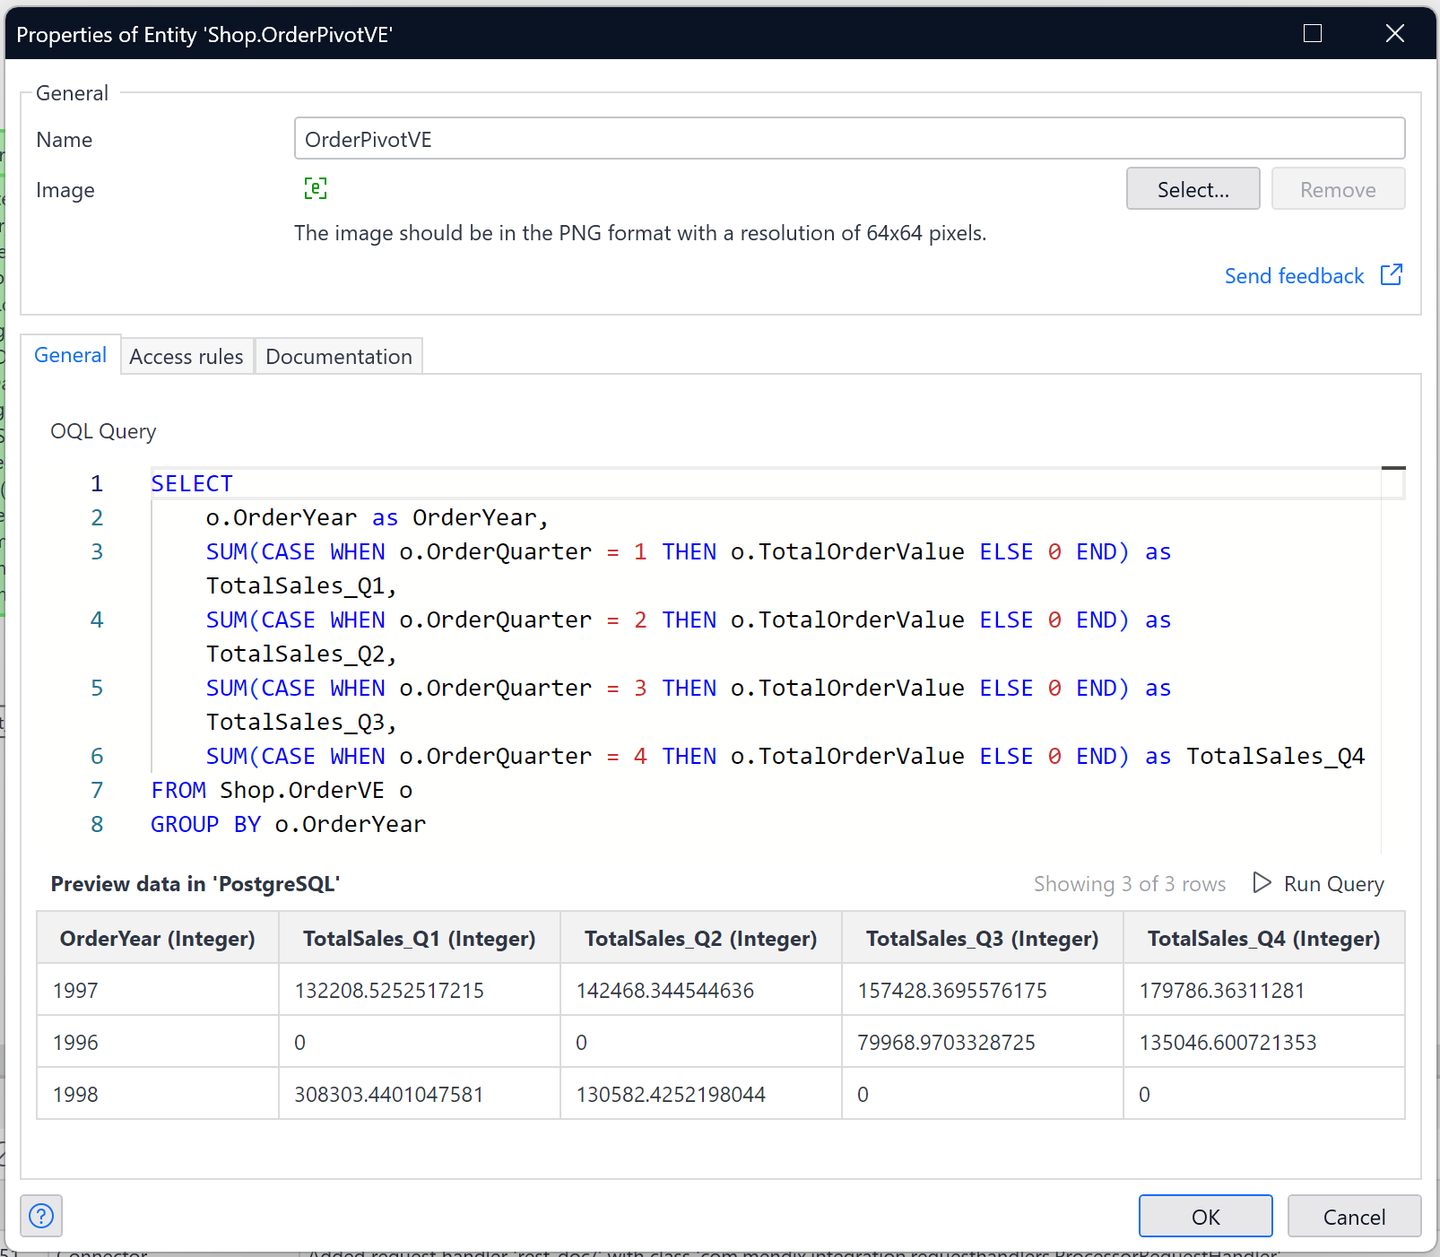 Properties of Entity 'Shop.OrderPivotVE'
General
Name
OrderPivotVE
Image
Select...
Remove
The image should be in the PNG format with a resolution of 64x64 pixels.
Send feedback
General
Access rules
Documentation
OQL Query
1 SELECT
2 o.OrderYear as OrderYear,
3 SUM(CASE WHEN o.OrderQuarter = 1 THEN o.TotalOrderValue ELSE 0 END) as
TotalSales_Q1,
4 SUM(CASE WHEN o.OrderQuarter = 2 THEN o.TotalOrderValue ELSE 0 END) as
TotalSales_Q2,
5 SUM(CASE WHEN o.OrderQuarter = 3 THEN o.TotalOrderValue ELSE 0 END) as
TotalSales_Q3,
6 SUM(CASE WHEN o.OrderQuarter = 4 THEN o.TotalOrderValue ELSE 0 END) as TotalSales_Q4
7 FROM Shop.OrderVE o
8 GROUP BY o.OrderYear
Preview data in 'PostgreSQL'
Showing 3 of 3 rows
Run Query
OrderYear (Integer) TotalSales_Q1 (Integer) TotalSales_Q2 (Integer) TotalSales_Q3 (Integer) TotalSales_Q4 (Integer)
1997 132208.5252517215 142468.344544636 157428.3695576175 179786.36311281
1996 0 0 79968.9703328725 135046.600721353
1998 308303.4401047581 130582.4252198044 0 0
OK
Cancel